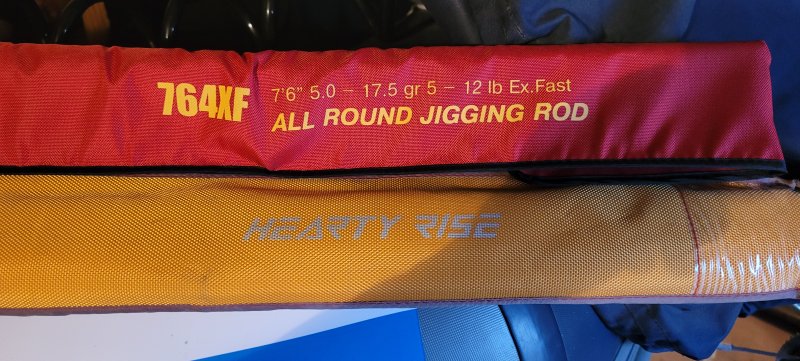 764XF 7'6" 5.0 – 17.5 gr 5 – 12 lb Ex.Fast
ALL ROUND JIGGING ROD
HEARTY RISE